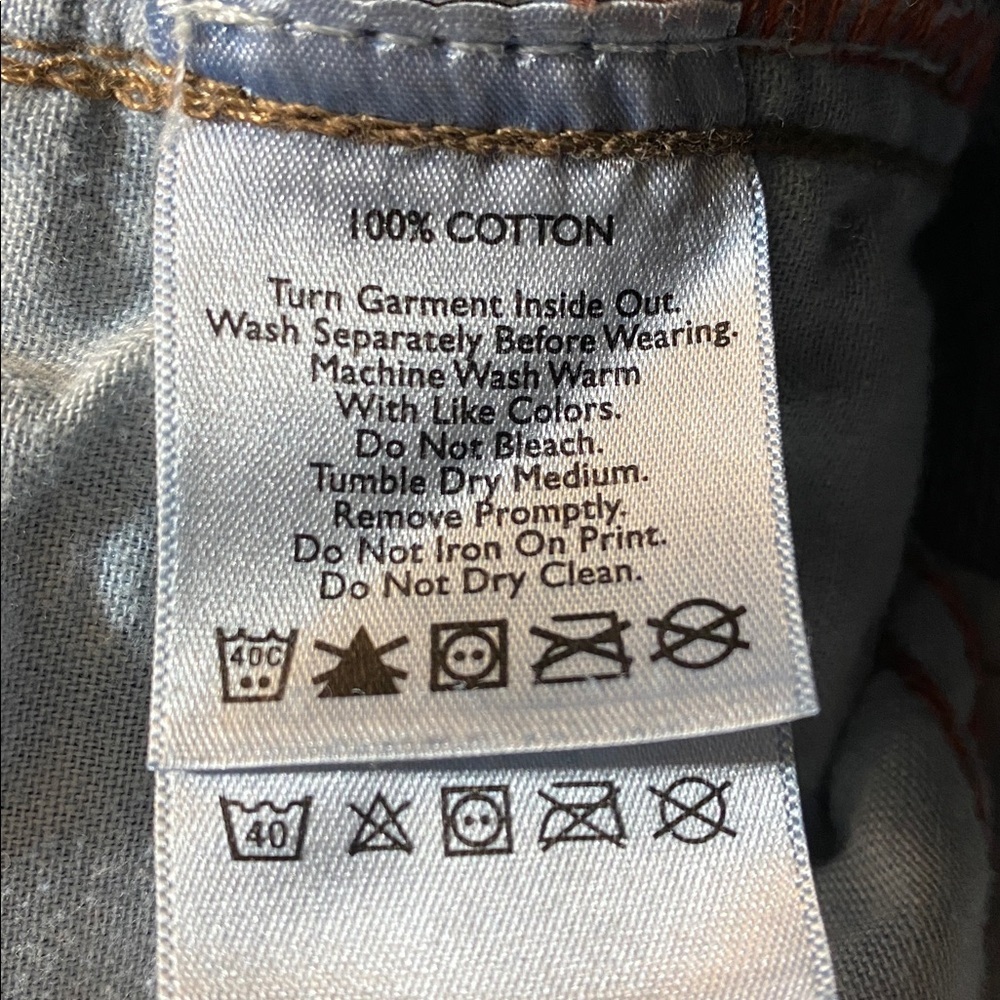 100% COTTON
Turn Garment Inside Out.
Wash Separately Before Wearing.
Machine Wash Warm
With Like Colors.
Do Not Bleach.
Tumble Dry Medium.
Remove Promptly.
Do Not Iron On Print.
Do Not Dry Clean.
40C
40